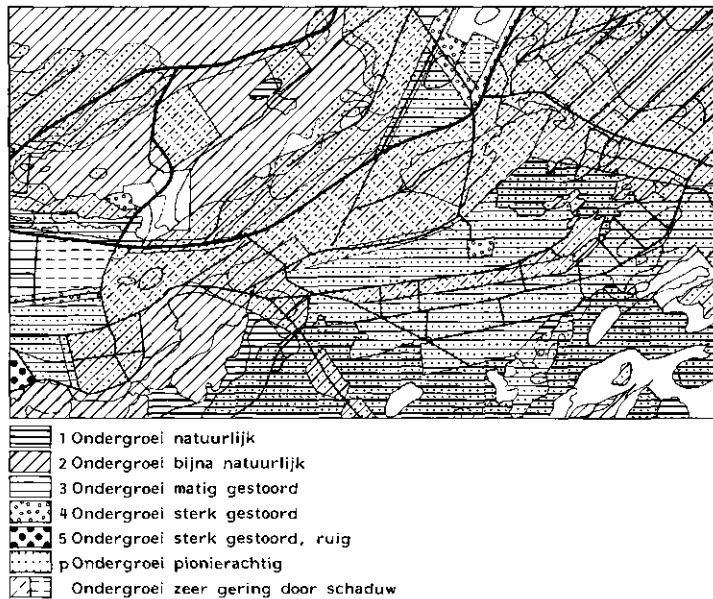 1 Ondergroei natuurlijk
2 Ondergroei bijna natuurlijk
3 Ondergroei matig gestoord
4 Ondergroei sterk gestoord
5 Ondergroei sterk gestoord, ruig
p Ondergroei pionierachtig
Ondergroei zeer gering door schaduw